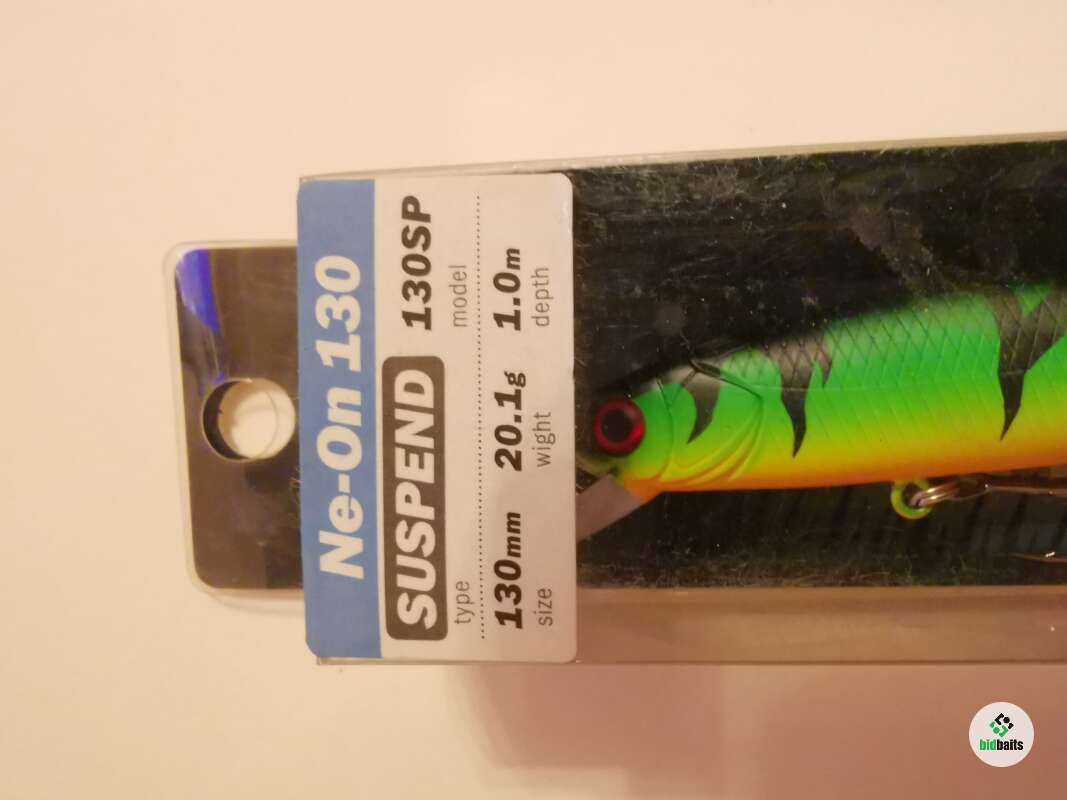 Ne-On 130
SUSPEND 130SP
type model
130mm 20.1g 1.0m
size wight depth
bidbaits